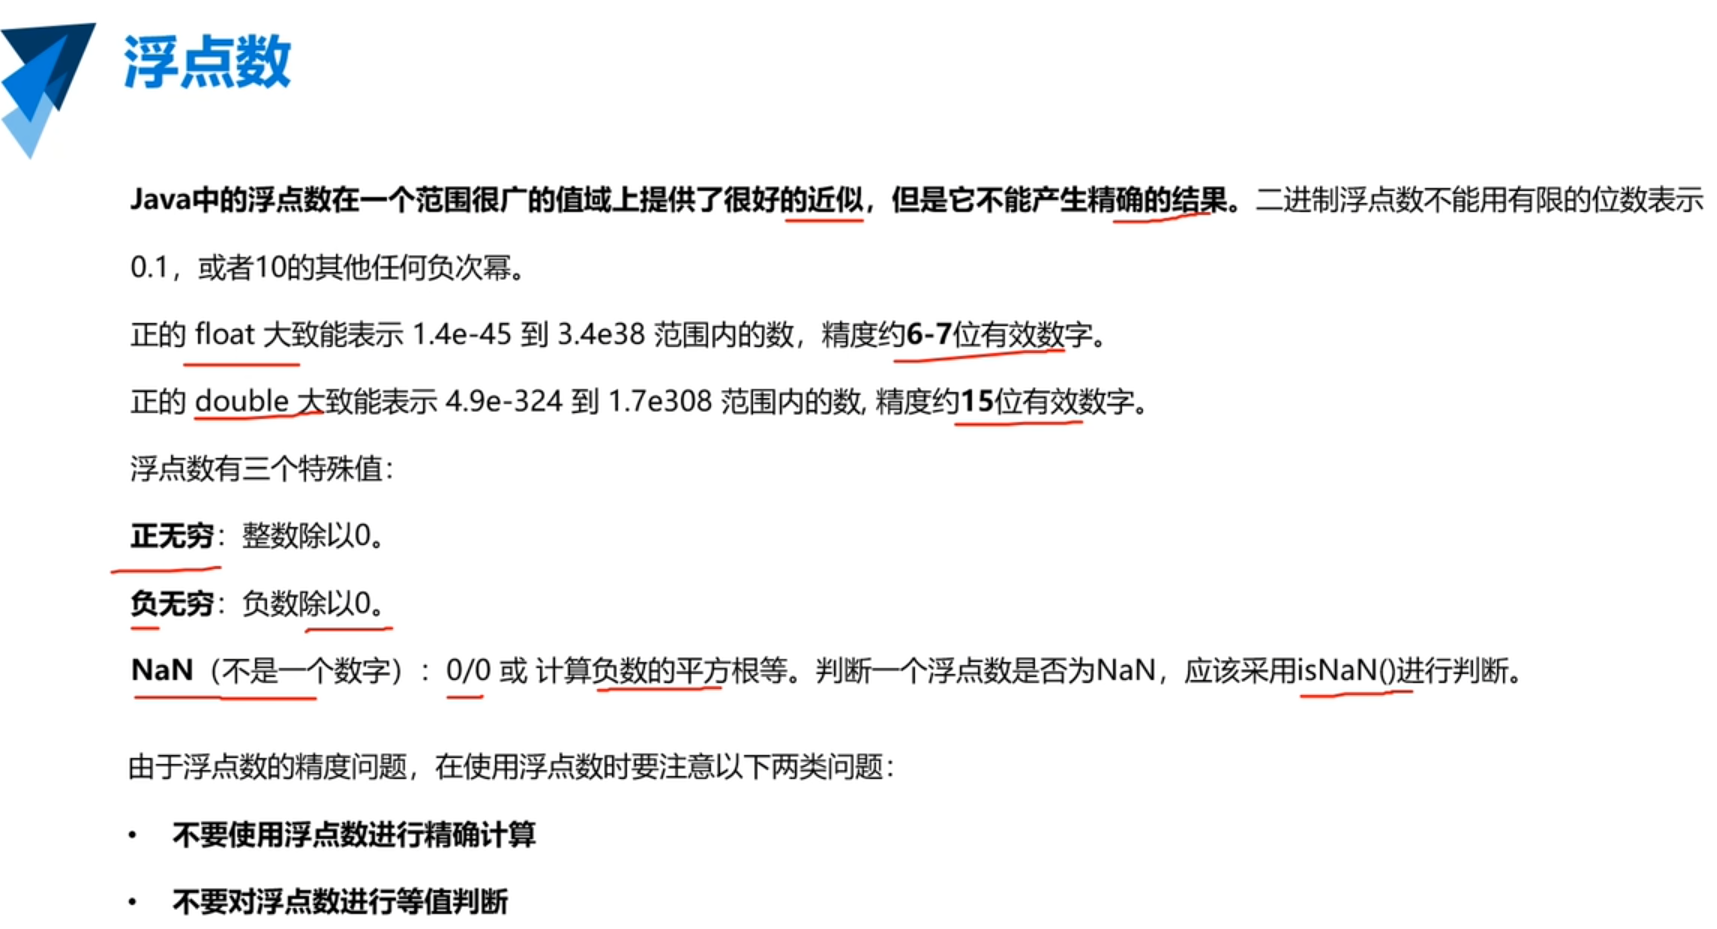 浮点数
Java中的浮点数在一个范围很广的值域上提供了很好的近似，但是它不能产生精确的结果。二进制浮点数不能用有限的位数表示
0.1，或者10的其他任何负次幂。
正的 float 大致能表示 1.4e-45 到 3.4e38 范围内的数，精度约6-7位有效数字。
正的 double 大致能表示 4.9e-324 到 1.7e308 范围内的数, 精度约15位有效数字。
浮点数有三个特殊值：
正无穷：整数除以0。
负无穷：负数除以0。
NaN（不是一个数字）：0/0 或 计算负数的平方根等。判断一个浮点数是否为NaN，应该采用isNaN()进行判断。
由于浮点数的精度问题，在使用浮点数时要注意以下两类问题：
• 不要使用浮点数进行精确计算
• 不要对浮点数进行等值判断